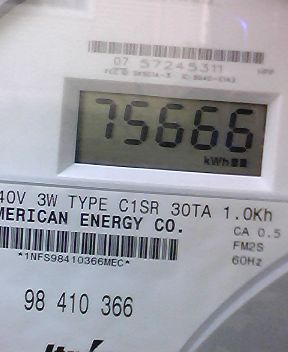 07 57245311
75666
kWh
40V 3W TYPE C1SR 30TA 1.0Kh
MERICAN ENERGY CO.
CA 0.5
FM2S
*1NFS98410366MEC*
60Hz
98 410 366